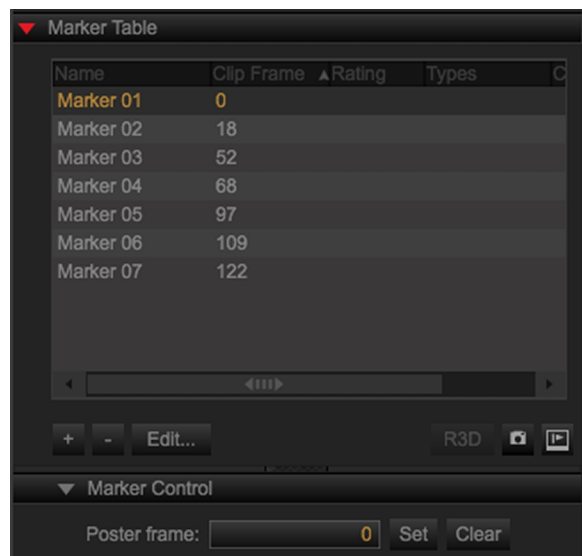 Marker Table
Name Clip Frame ▲ Rating Types C
Marker 01 0
Marker 02 18
Marker 03 52
Marker 04 68
Marker 05 97
Marker 06 109
Marker 07 122
+ - Edit... R3D
Marker Control
Poster frame: 0 Set Clear